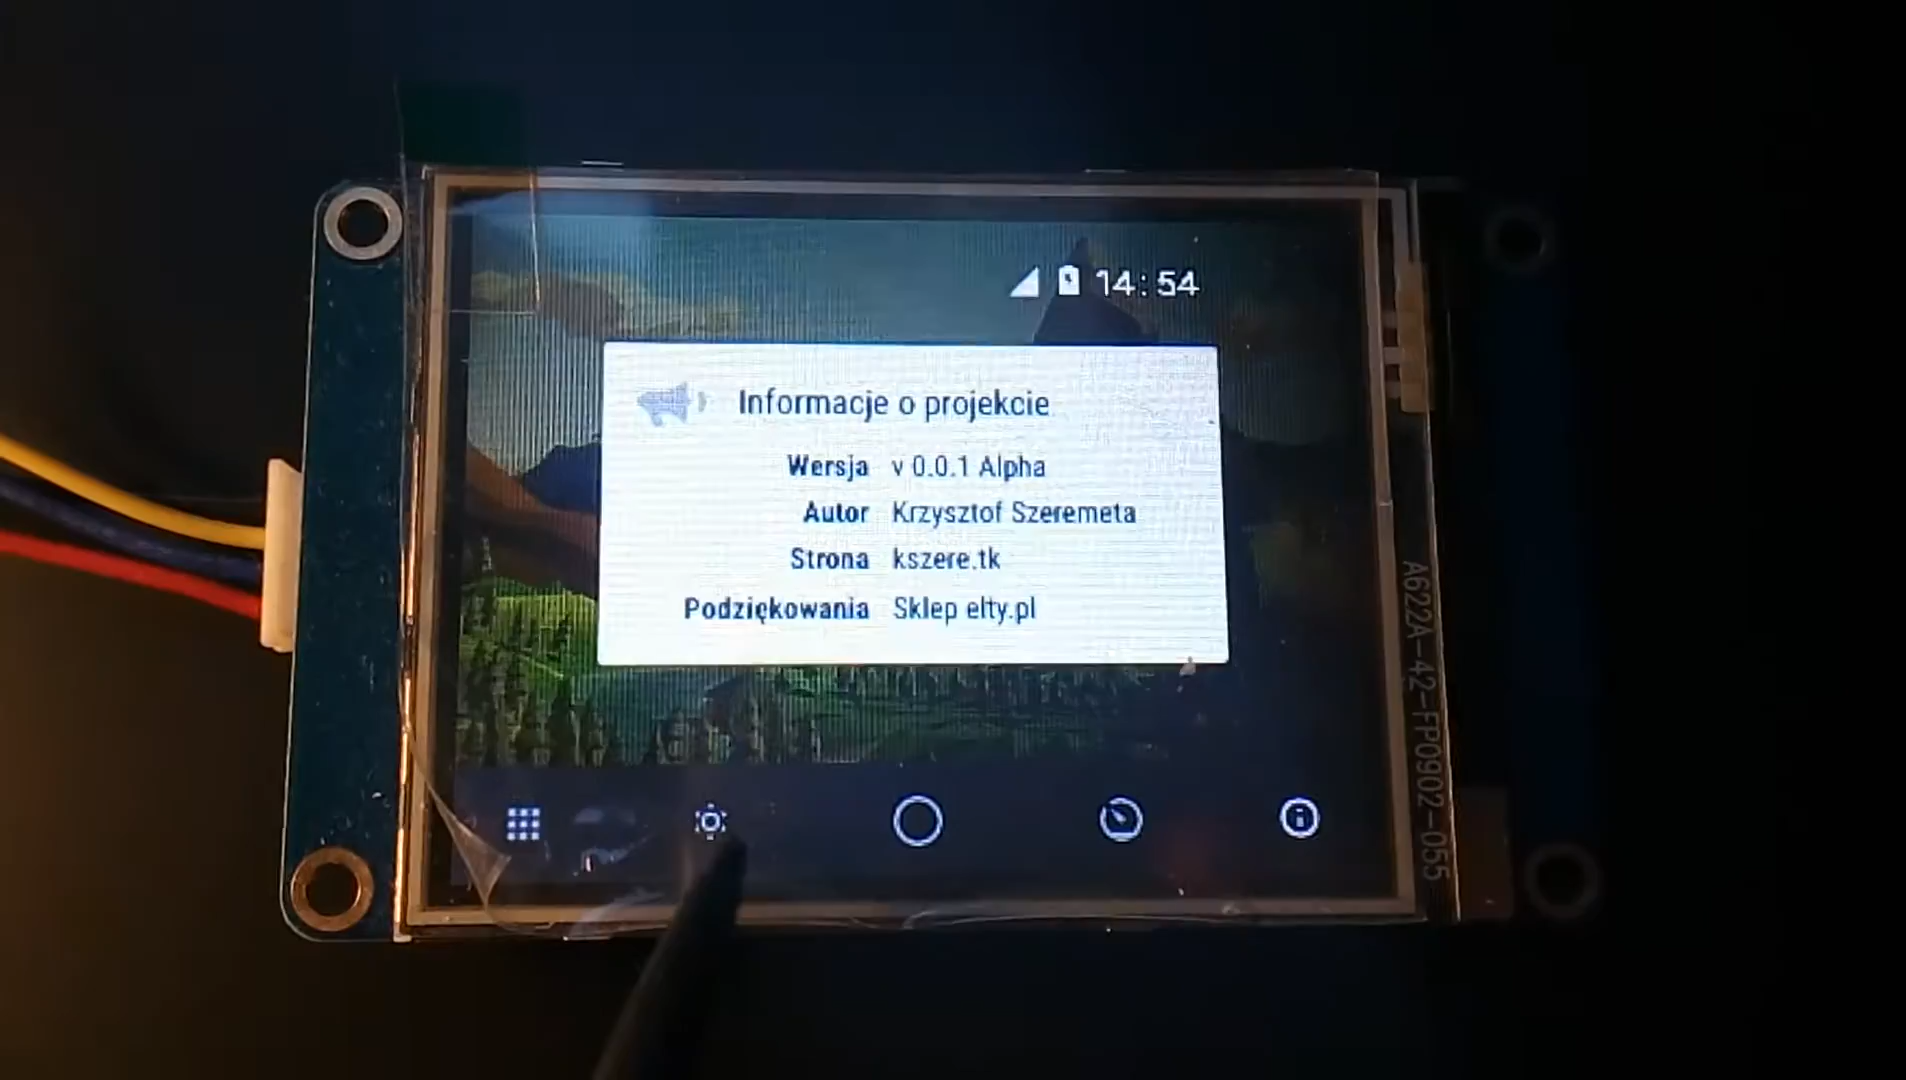 14:54
Informacje o projekcie
Wersja v 0.0.1 Alpha
Autor Krzysztof Szeremeta
Strona kszere.tk
Podziękowania Sklep elty.pl
A622A-42-FP0902-055